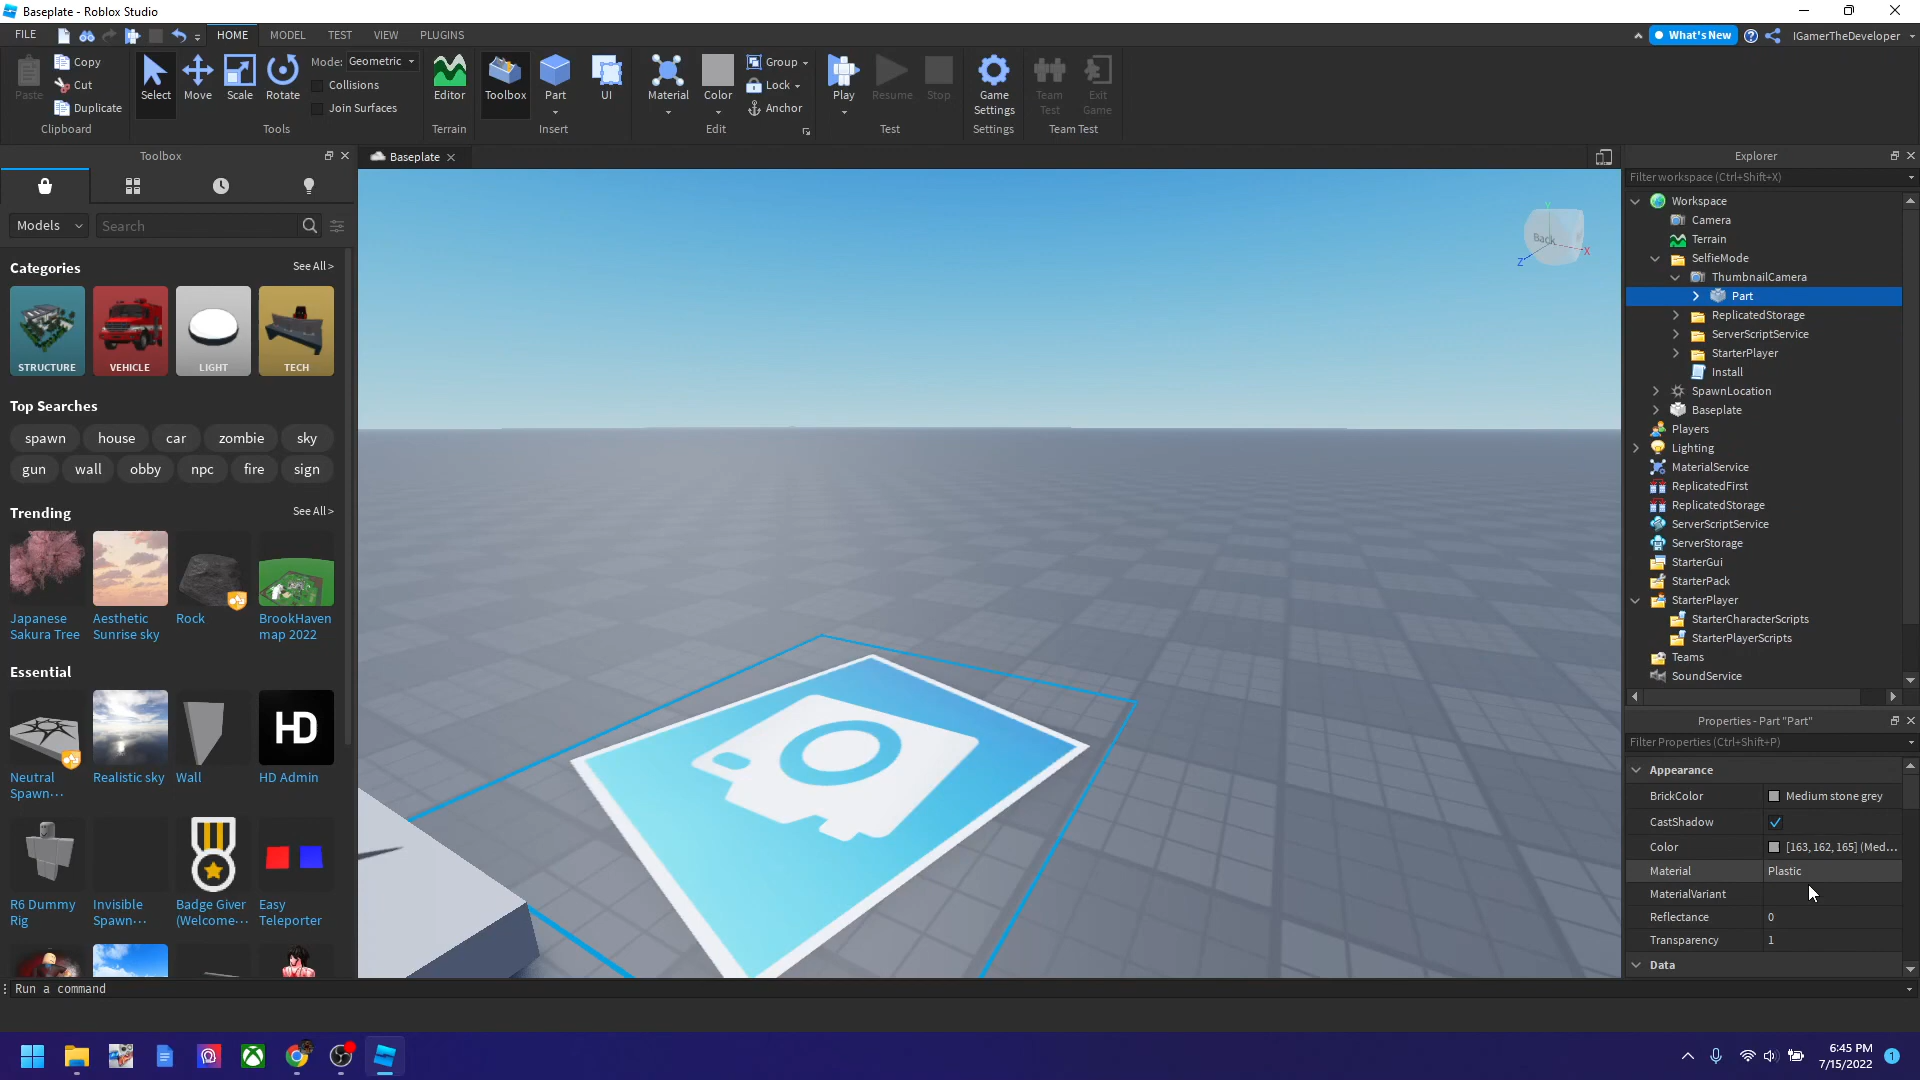 Baseplate - Roblox Studio
FILE
HOME
MODEL
TEST
VIEW
PLUGINS
What's New
IGamerTheDeveloper
Paste
Copy
Cut
Duplicate
Clipboard
Select
Move
Scale
Rotate
Mode: Geometric
Collisions
Join Surfaces
Tools
Editor
Terrain
Toolbox
Part
UI
Insert
Material
Color
Group
Lock
Anchor
Edit
Play
Resume
Stop
Test
Game Settings
Settings
Team Test
Exit Game
Team Test
Toolbox
Models
Search
Categories
See All >
STRUCTURE
VEHICLE
LIGHT
TECH
Top Searches
spawn
house
car
zombie
sky
gun
wall
obby
npc
fire
sign
Trending
See All >
Japanese Sakura Tree
Aesthetic Sunrise sky
Rock
BrookHaven map 2022
Essential
HD
Neutral Spawn...
Realistic sky
Wall
HD Admin
R6 Dummy Rig
Invisible Spawn...
Badge Giver (Welcome...
Easy Teleporter
Baseplate
Back
Y
X
Z
Explorer
Filter workspace (Ctrl+Shift+X)
Workspace
Camera
Terrain
SelfieMode
ThumbnailCamera
Part
ReplicatedStorage
ServerScriptService
StarterPlayer
Install
SpawnLocation
Baseplate
Players
Lighting
MaterialService
ReplicatedFirst
ReplicatedStorage
ServerScriptService
ServerStorage
StarterGui
StarterPack
StarterPlayer
StarterCharacterScripts
StarterPlayerScripts
Teams
SoundService
Properties - Part "Part"
Filter Properties (Ctrl+Shift+P)
Appearance
BrickColor Medium stone grey
CastShadow
Color [163, 162, 165] (Med...
Material Plastic
MaterialVariant
Reflectance 0
Transparency 1
Data
Run a command
6:45 PM
7/15/2022
1